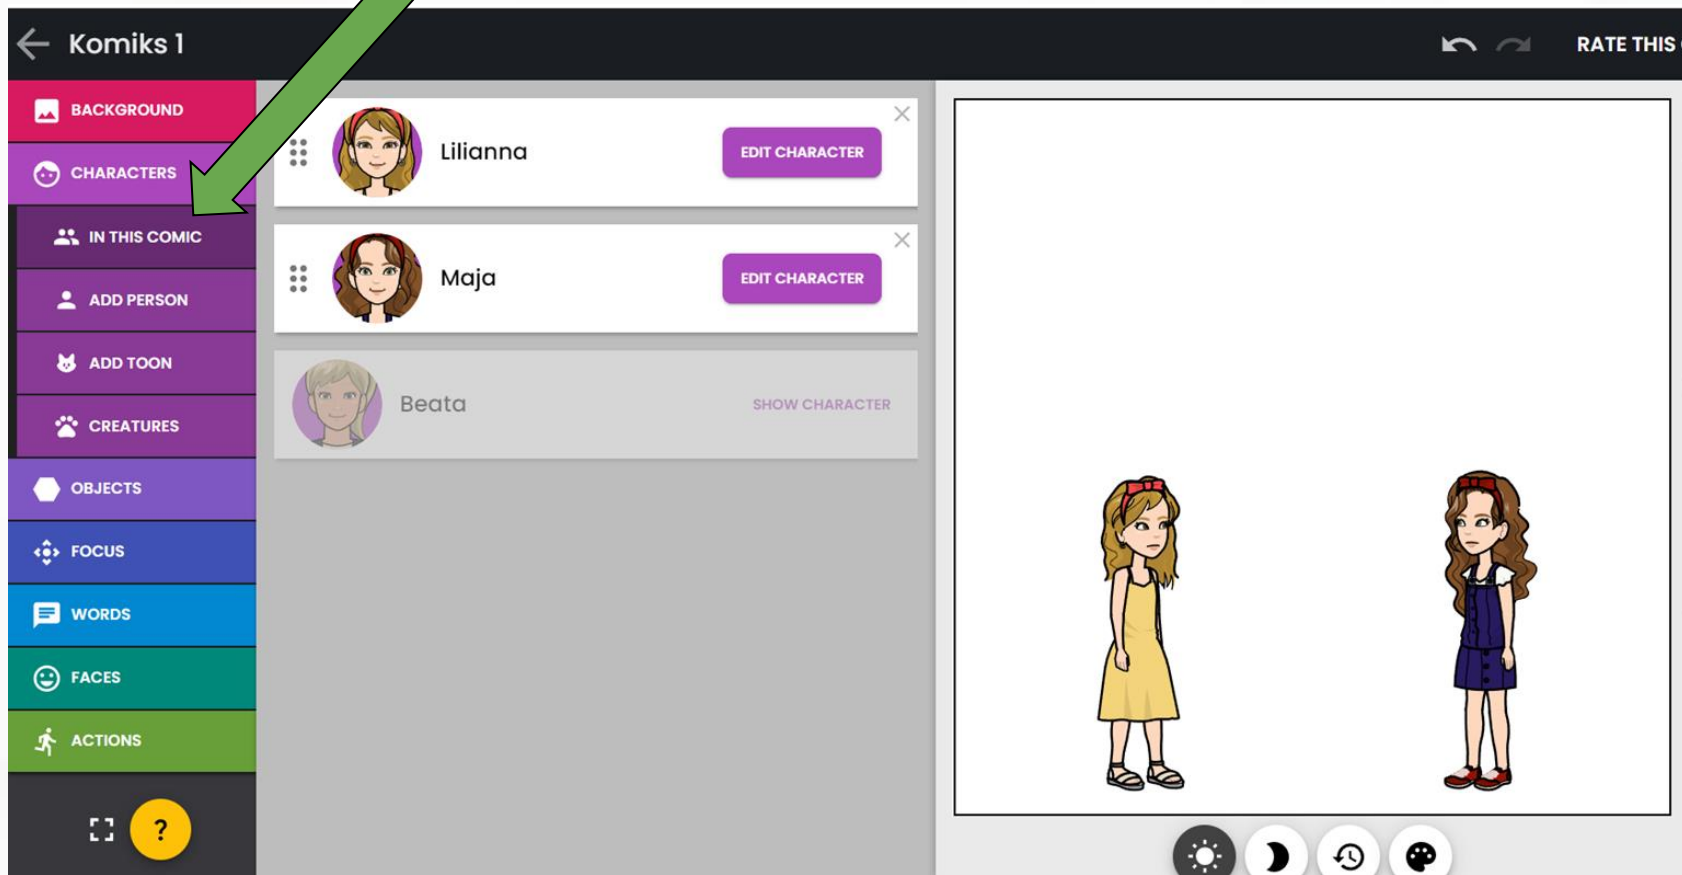 Komiks 1
RATE THIS
BACKGROUND
CHARACTERS
IN THIS COMIC
ADD PERSON
ADD TOON
CREATURES
OBJECTS
FOCUS
WORDS
FACES
ACTIONS
?
Lilianna
EDIT CHARACTER
Maja
EDIT CHARACTER
Beata
SHOW CHARACTER